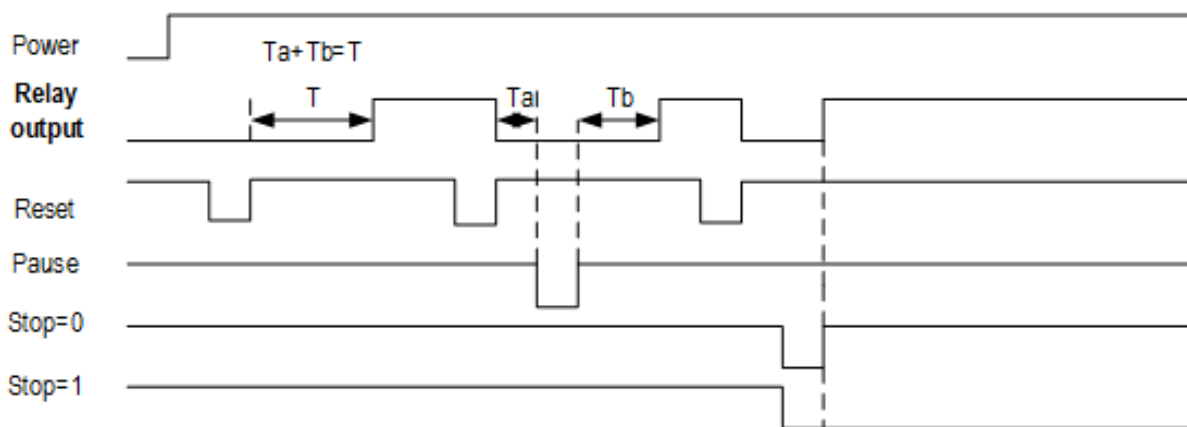 Power
Ta+Tb=T
Relay
output
T
Ta
Tb
Reset
Pause
Stop=0
Stop=1